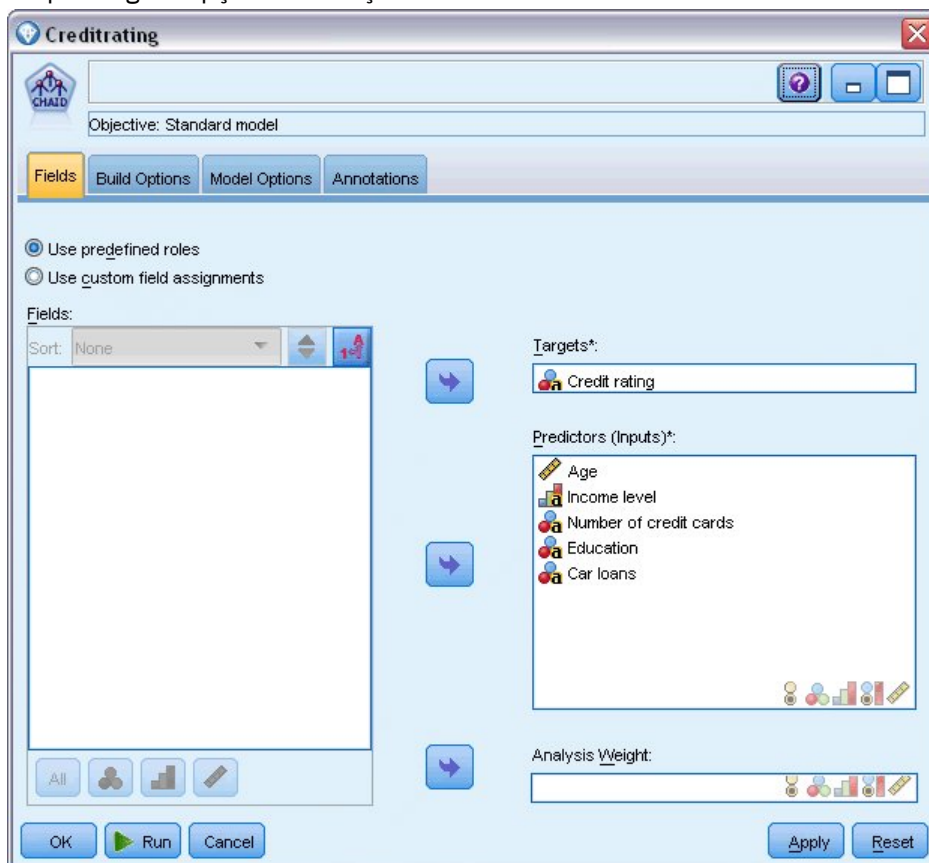 Creditrating
CHAID
Objective: Standard model
Fields Build Options Model Options Annotations
Use predefined roles
Use custom field assignments
Fields:
Sort: None
Targets*:
Credit rating
Predictors (Inputs)*:
Age
Income level
Number of credit cards
Education
Car loans
Analysis Weight:
All
OK Run Cancel Apply Reset